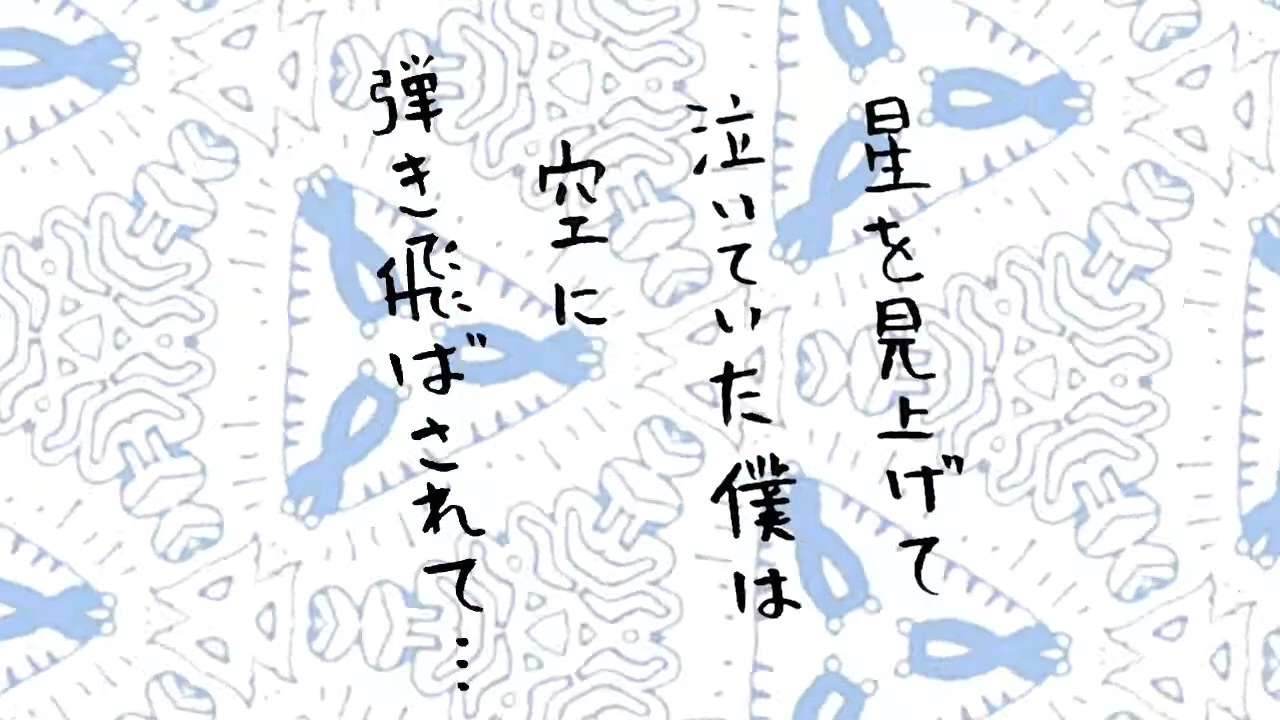 星を見上げて
泣いていた僕は
空に
弾き飛ばされて…